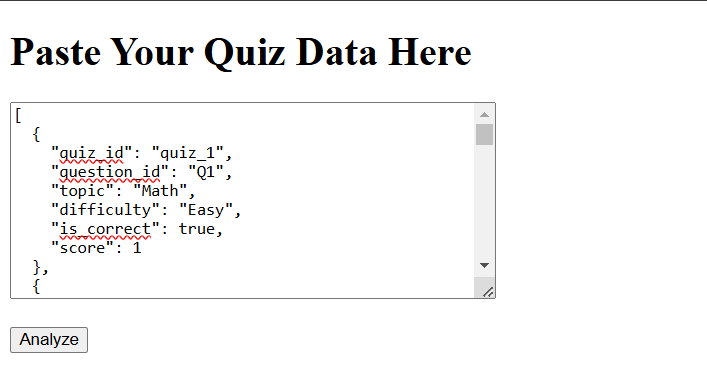 Paste Your Quiz Data Here
[
  {
    "quiz_id": "quiz_1",
    "question_id": "Q1",
    "topic": "Math",
    "difficulty": "Easy",
    "is_correct": true,
    "score": 1
  },
  {
Analyze